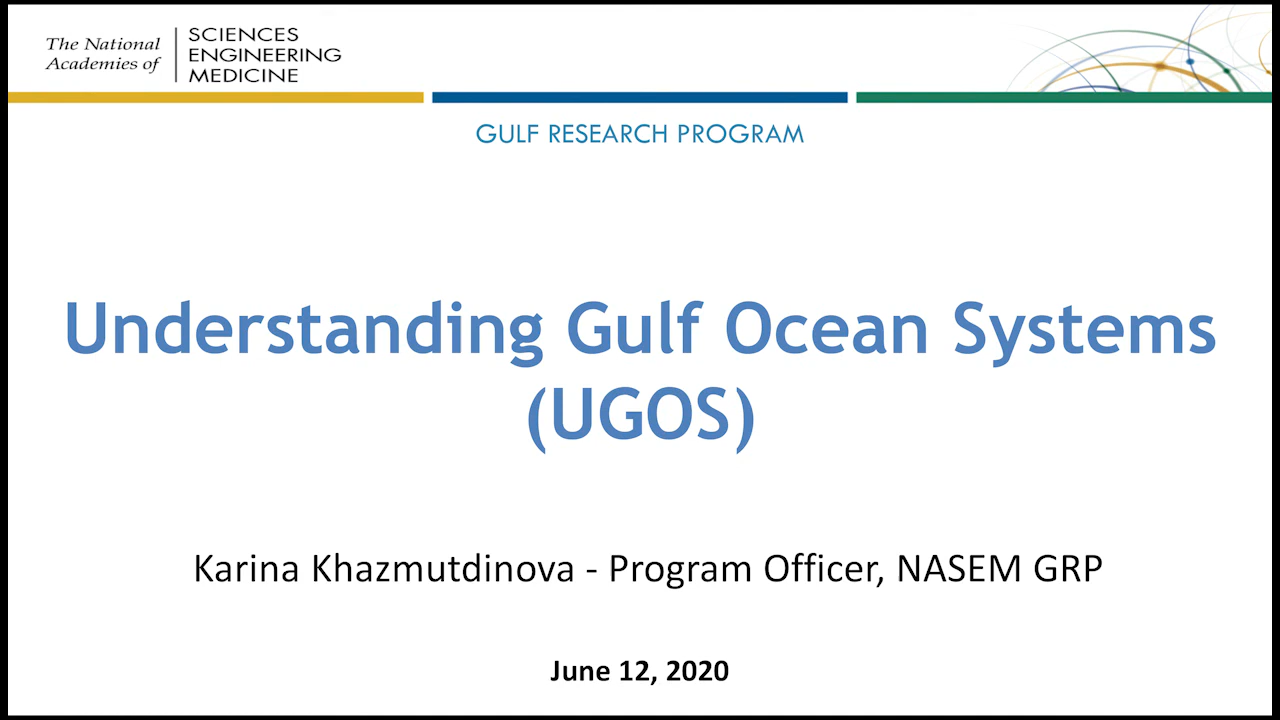 The National
Academies of
SCIENCES
ENGINEERING
MEDICINE
GULF RESEARCH PROGRAM
Understanding Gulf Ocean Systems
(UGOS)
Karina Khazmutdinova - Program Officer, NASEM GRP
June 12, 2020